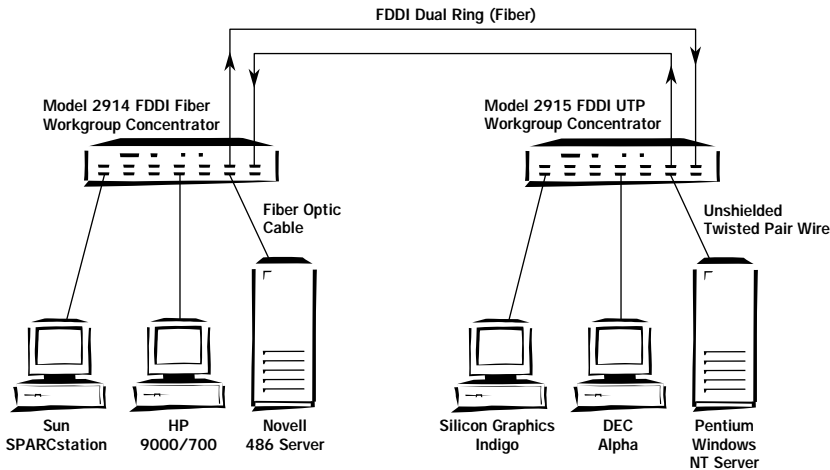 FDDI Dual Ring (Fiber)
Model 2914 FDDI Fiber
Workgroup Concentrator
Model 2915 FDDI UTP
Workgroup Concentrator
Fiber Optic
Cable
Unshielded
Twisted Pair Wire
Sun
SPARCstation
HP
9000/700
Novell
486 Server
Silicon Graphics
Indigo
DEC
Alpha
Pentium
Windows
NT Server